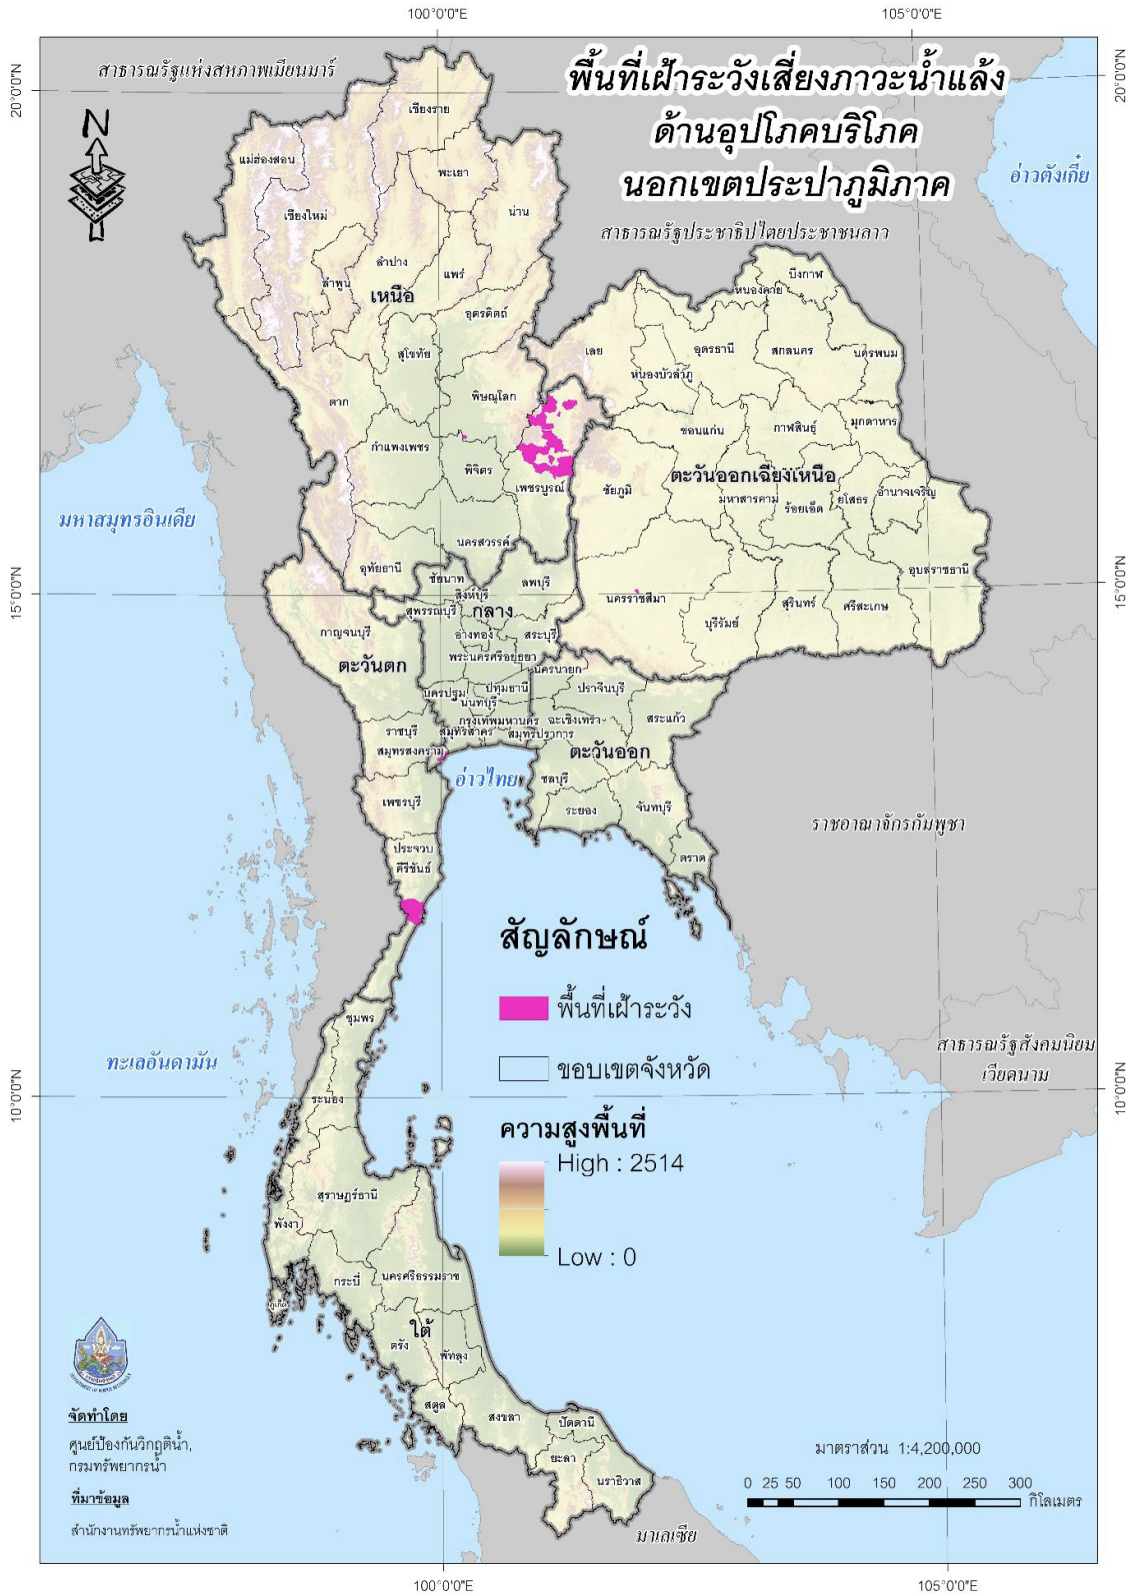 100°0'0"E
105°0'0"E
20°0'0"N
20°0'0"N
สาธารณรัฐแห่งสหภาพเมียนมาร์
พื้นที่เฝ้าระวังเสี่ยงภาวะน้ำแล้ง
ด้านอุปโภคบริโภค
นอกเขตประปาภูมิภาค
N
อ่าวตังเกี๋ย
สาธารณรัฐประชาธิปไตยประชาชนลาว
เชียงราย
แม่ฮ่องสอน
พะเยา
เชียงใหม่
น่าน
ลำปาง
แพร่
ลำพูน
เหนือ
อุตรดิตถ์
บึงกาฬ
หนองคาย
สุโขทัย
เลย
อุดรธานี
สกลนคร
นครพนม
หนองบัวลำภู
ตาก
พิษณุโลก
ขอนแก่น
กาฬสินธุ์
มุกดาหาร
กำแพงเพชร
พิจิตร
เพชรบูรณ์
ชัยภูมิ
ตะวันออกเฉียงเหนือ
มหาสารคาม
ร้อยเอ็ด
ยโสธร
อำนาจเจริญ
มหาสมุทรอินเดีย
นครสวรรค์
อุทัยธานี
ชัยนาท
ลพบุรี
อุบลราชธานี
15°0'0"N
15°0'0"N
สิงห์บุรี
สุพรรณบุรี
กลาง
นครราชสีมา
สุรินทร์
ศรีสะเกษ
บุรีรัมย์
กาญจนบุรี
อ่างทอง
สระบุรี
ตะวันตก
พระนครศรีอยุธยา
นครนายก
ปราจีนบุรี
นครปฐม
ปทุมธานี
นนทบุรี
กรุงเทพมหานคร
ฉะเชิงเทรา
สระแก้ว
ราชบุรี
สมุทรสาคร
สมุทรปราการ
สมุทรสงคราม
ตะวันออก
อ่าวไทย
ชลบุรี
เพชรบุรี
ระยอง
จันทบุรี
ราชอาณาจักรกัมพูชา
ประจวบ
คีรีขันธ์
ตราด
สัญลักษณ์
พื้นที่เฝ้าระวัง
ขอบเขตจังหวัด
ชุมพร
ทะเลอันดามัน
สาธารณรัฐสังคมนิยม
เวียดนาม
10°0'0"N
10°0'0"N
ระนอง
ความสูงพื้นที่
High : 2514
Low : 0
สุราษฎร์ธานี
พังงา
กระบี่
นครศรีธรรมราช
ภูเก็ต
ใต้
ตรัง
พัทลุง
สตูล
สงขลา
ปัตตานี
ยะลา
นราธิวาส
จัดทำโดย
ศูนย์ป้องกันวิกฤติน้ำ,
กรมทรัพยากรน้ำ
ที่มาข้อมูล
สำนักงานทรัพยากรน้ำแห่งชาติ
มาตราส่วน 1:4,200,000
0 25 50 100 150 200 250 300
กิโลเมตร
มาเลเซีย
100°0'0"E
105°0'0"E